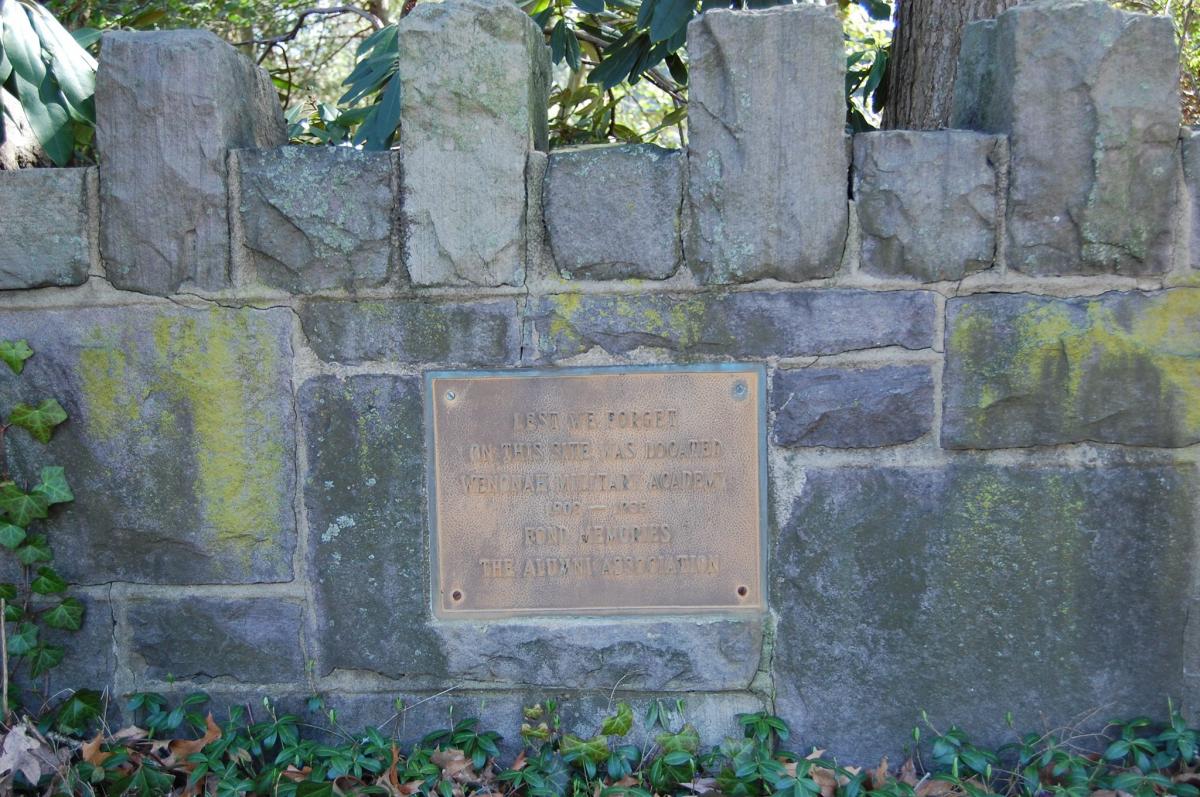 LEST WE FORGET
ON THIS SITE WAS LOCATED
WENONAH MILITARY ACADEMY
FOND MEMORIES
THE ALUMNI ASSOCIATION